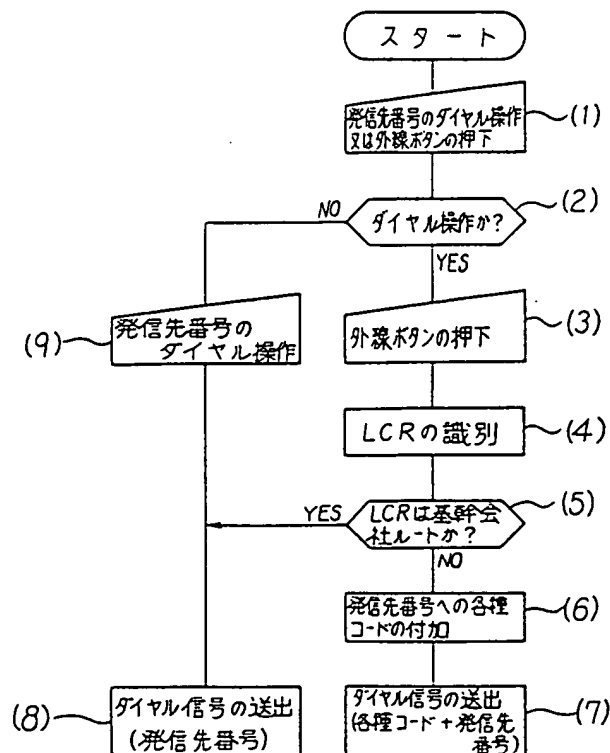 スタート
発信先番号のダイヤル操作
又は外線ボタンの押下
(1)
ダイヤル操作か?
(2)
NO
YES
外線ボタンの押下
(3)
発信先番号の
ダイヤル操作
(9)
LCRの識別
(4)
LCRは基幹会
社ルートか?
(5)
YES
NO
発信先番号への各種
コードの付加
(6)
ダイヤル信号の送出
(発信先番号)
(8)
ダイヤル信号の送出
(各種コード+発信先
番号)
(7)